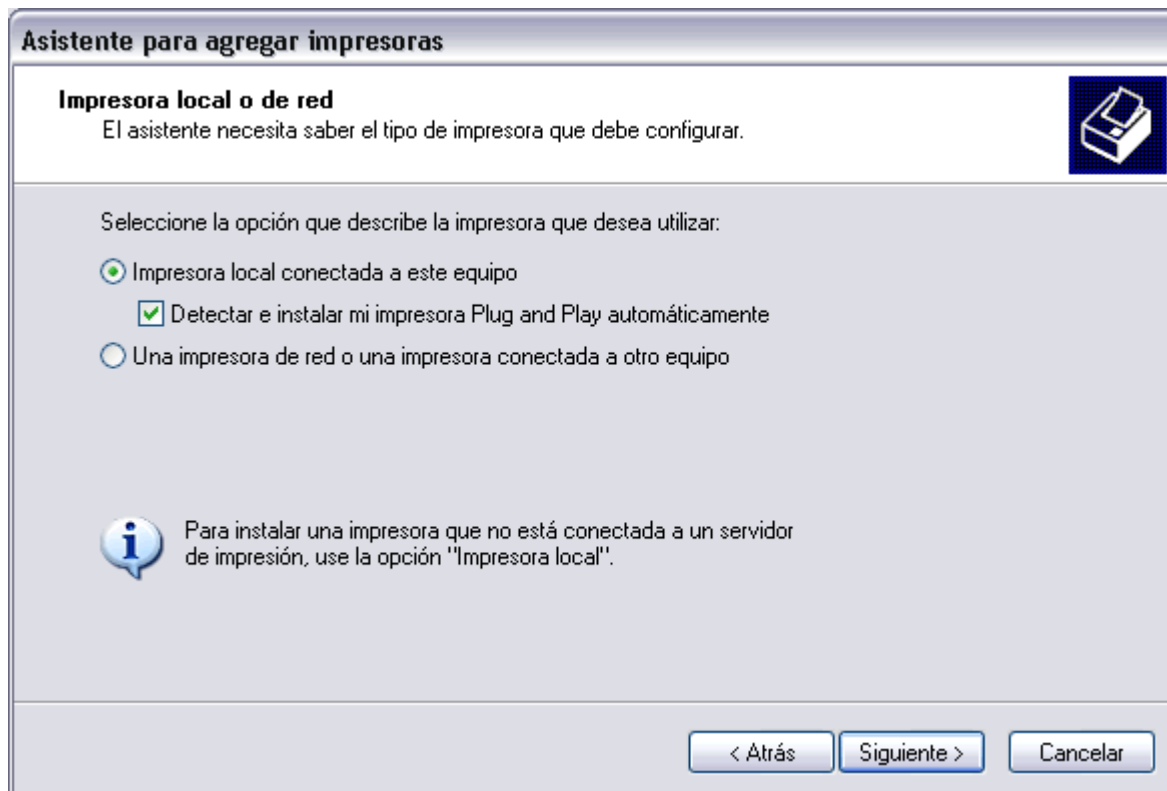 Asistente para agregar impresoras
Impresora local o de red
El asistente necesita saber el tipo de impresora que debe configurar.
Seleccione la opción que describe la impresora que desea utilizar:
Impresora local conectada a este equipo
Detectar e instalar mi impresora Plug and Play automáticamente
Una impresora de red o una impresora conectada a otro equipo
Para instalar una impresora que no está conectada a un servidor
de impresión, use la opción "Impresora local".
< Atrás Siguiente > Cancelar